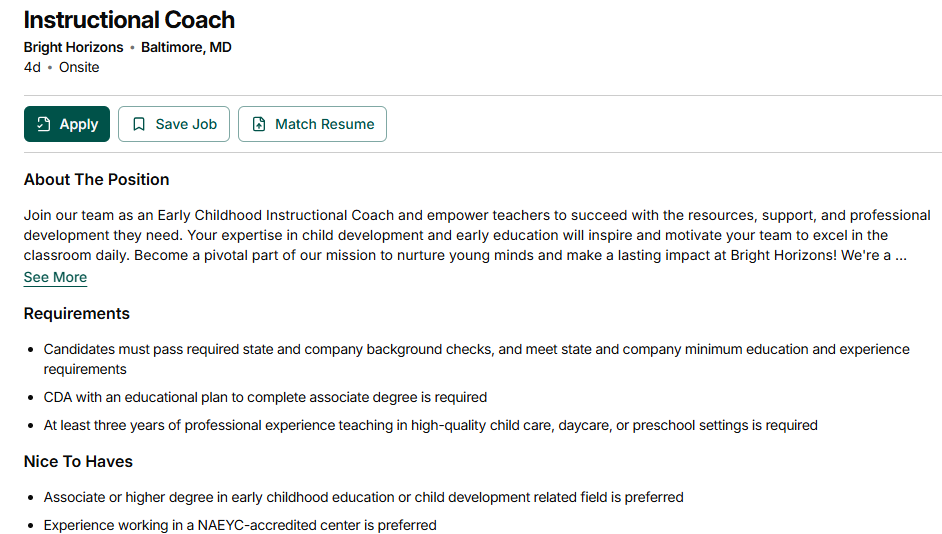 Instructional Coach
Bright Horizons • Baltimore, MD
4d • Onsite
Apply
Save Job
Match Resume
About The Position
Join our team as an Early Childhood Instructional Coach and empower teachers to succeed with the resources, support, and professional
development they need. Your expertise in child development and early education will inspire and motivate your team to excel in the
classroom daily. Become a pivotal part of our mission to nurture young minds and make a lasting impact at Bright Horizons! We're a ...
See More
Requirements
• Candidates must pass required state and company background checks, and meet state and company minimum education and experience
requirements
• CDA with an educational plan to complete associate degree is required
• At least three years of professional experience teaching in high-quality child care, daycare, or preschool settings is required
Nice To Haves
• Associate or higher degree in early childhood education or child development related field is preferred
• Experience working in a NAEYC-accredited center is preferred